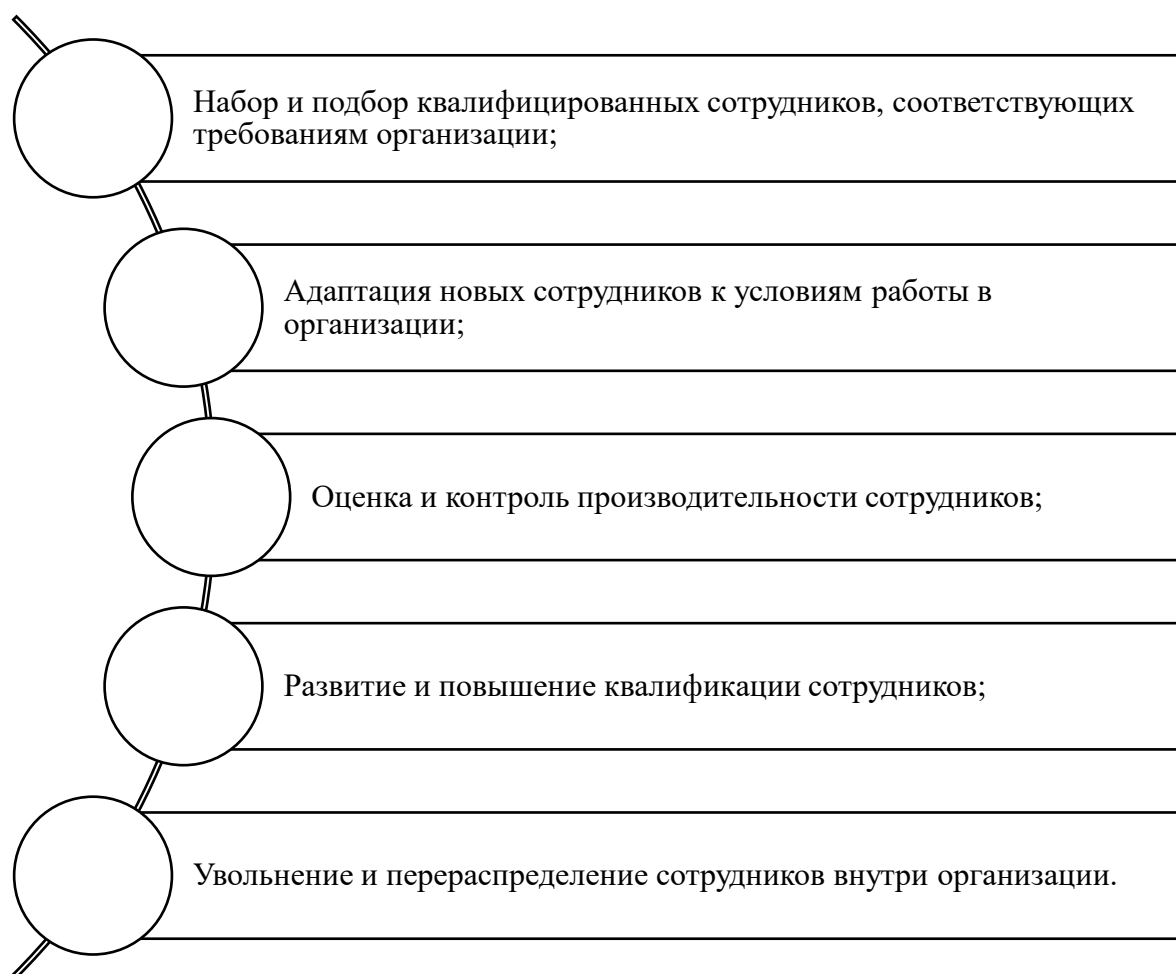 Набор и подбор квалифицированных сотрудников, соответствующих
требованиям организации;
Адаптация новых сотрудников к условиям работы в
организации;
Оценка и контроль производительности сотрудников;
Развитие и повышение квалификации сотрудников;
Увольнение и перераспределение сотрудников внутри организации.